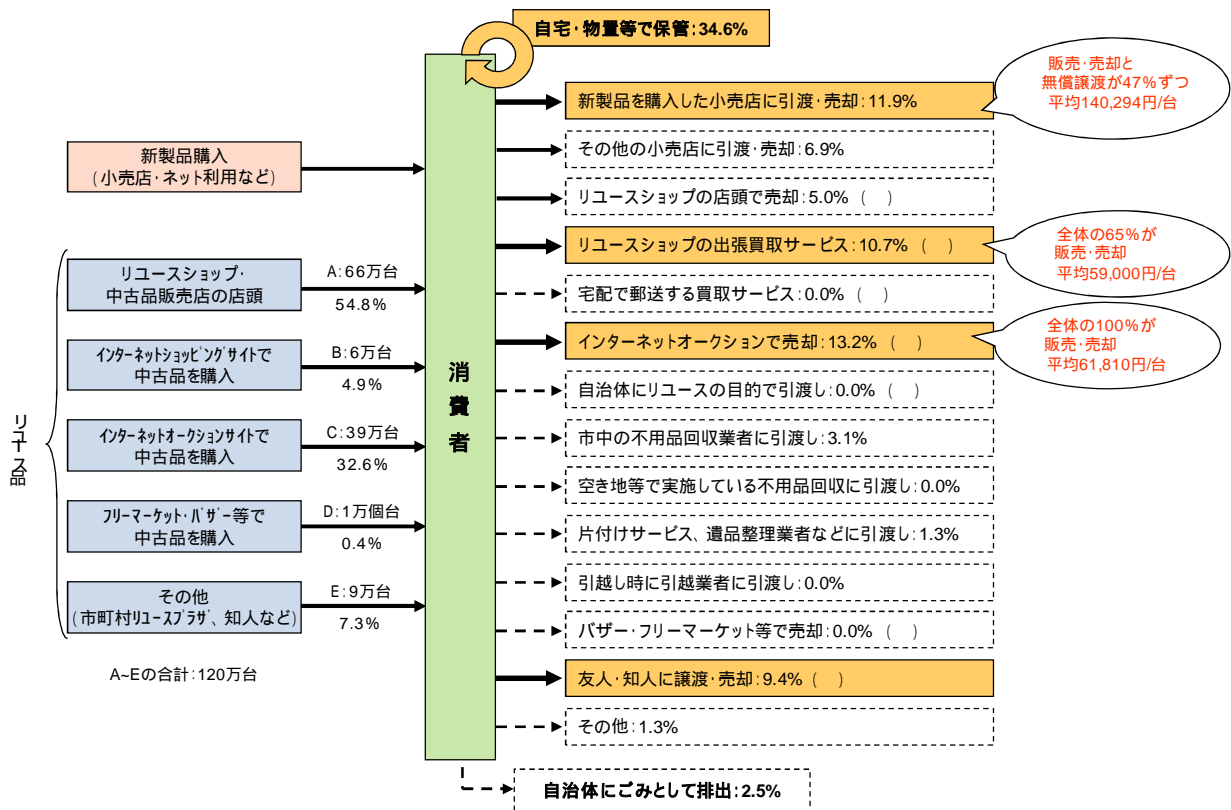 自宅・物置等で保管:34.6%
販売・売却と
無償譲渡が47%ずつ
平均140,294円/台
新製品を購入した小売店に引渡・売却:11.9%
その他の小売店に引渡・売却:6.9%
新製品購入
(小売店・ネット利用など)
リユースショップの店頭で売却:5.0% ( )
リユースショップの出張買取サービス:10.7% ( )
全体の65%が
販売・売却
平均59,000円/台
リユースショップ・
中古品販売店の店頭
A:66万台
54.8%
宅配で郵送する買取サービス:0.0% ( )
インターネットオークションで売却:13.2% ( )
全体の100%が
販売・売却
平均61,810円/台
インターネットショッピングサイトで
中古品を購入
B:6万台
4.9%
消費者
自治体にリユースの目的で引渡し:0.0% ( )
リユース品
インターネットオークションサイトで
中古品を購入
C:39万台
32.6%
市中の不用品回収業者に引渡し:3.1%
空き地等で実施している不用品回収に引渡し:0.0%
フリーマーケット・バザー等で
中古品を購入
D:1万個台
0.4%
片付けサービス、遺品整理業者などに引渡し:1.3%
引越し時に引越業者に引渡し:0.0%
その他
(市町村リユースプラザ、知人など)
E:9万台
7.3%
バザー・フリーマーケット等で売却:0.0% ( )
A~Eの合計:120万台
友人・知人に譲渡・売却:9.4% ( )
その他:1.3%
自治体にごみとして排出:2.5%